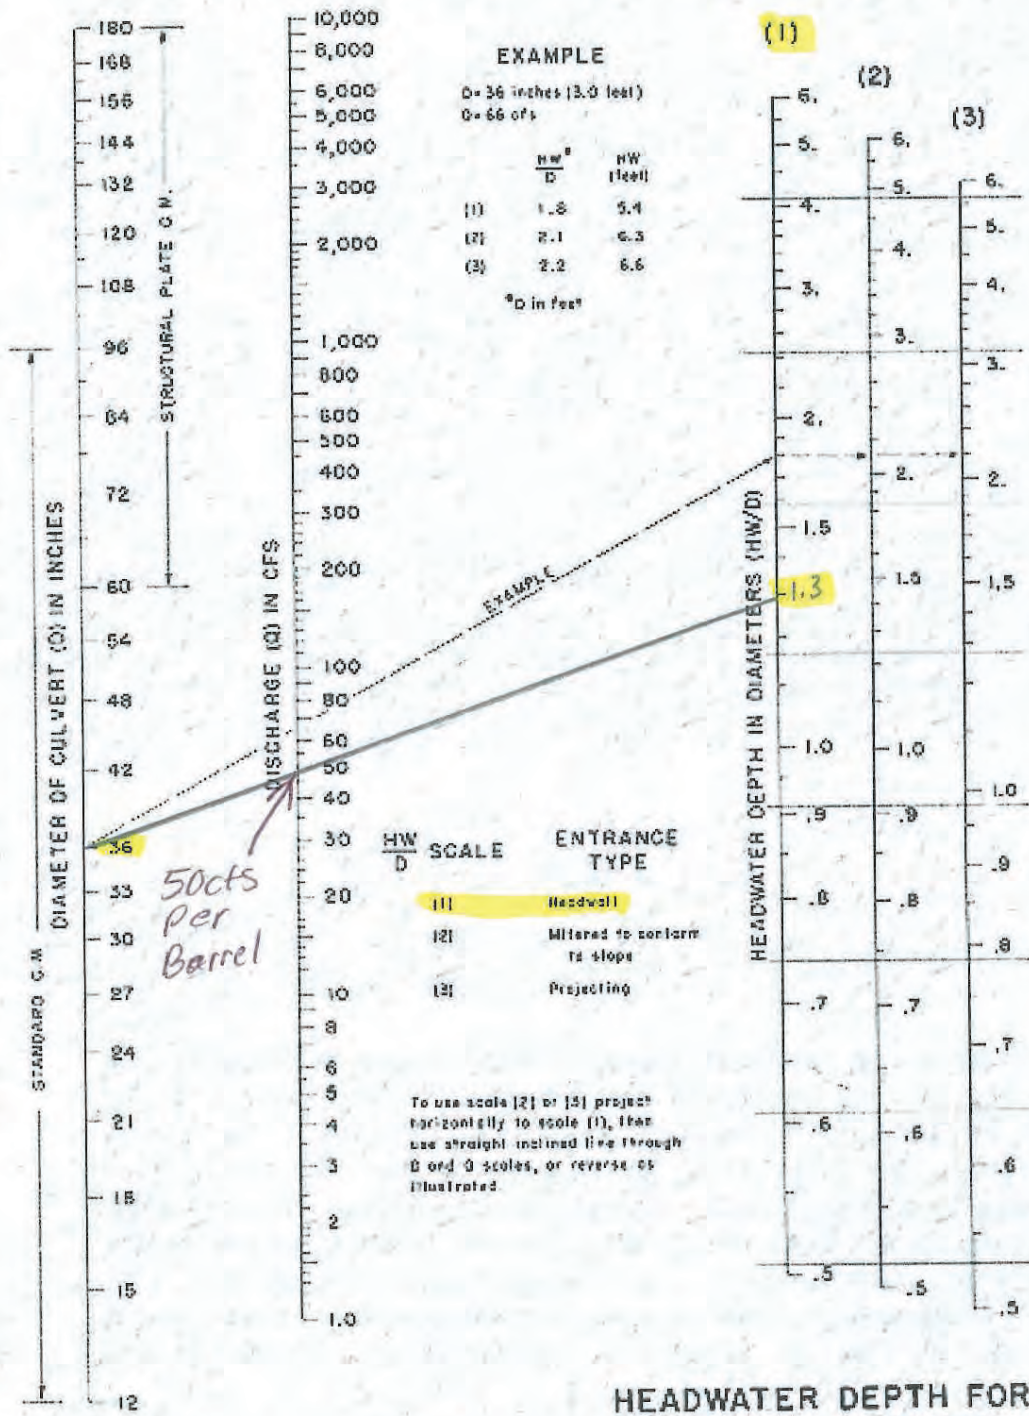 (1)
(2)
(3)
EXAMPLE
D=36 inches (3.0 feet)
Q=66 cfs
HW*
D
HW
(feet)
(1) 1.8 5.4
(2) 2.1 6.3
(3) 2.2 6.6
*D in feet
180
168
156
144
132
120
108
96
84
72
60
54
48
42
36
33
30
27
24
21
18
15
12
STRUCTURAL PLATE C.M.
STANDARD C.M.
DIAMETER OF CULVERT (D) IN INCHES
10,000
8,000
6,000
5,000
4,000
3,000
2,000
1,000
800
600
500
400
300
200
100
80
60
50
40
30
20
10
8
6
5
4
3
2
1.0
DISCHARGE (Q) IN CFS
EXAMPLE
50cfs
Per
Barrel
HW
D
SCALE
ENTRANCE
TYPE
(1) Headwall
(2) Mitered to conform
to slope
(3) Projecting
To use scale (2) or (3) project
horizontally to scale (1), then
use straight inclined line through
D and Q scales, or reverse as
illustrated.
HEADWATER DEPTH IN DIAMETERS (HW/D)
6.
5.
4.
3.
2.
1.5
1.3
1.0
.9
.8
.7
.6
.5
6.
5.
4.
3.
2.
1.5
1.0
.9
.8
.7
.6
.5
6.
5.
4.
3.
2.
1.5
1.0
.9
.8
.7
.6
.5
HEADWATER DEPTH FOR